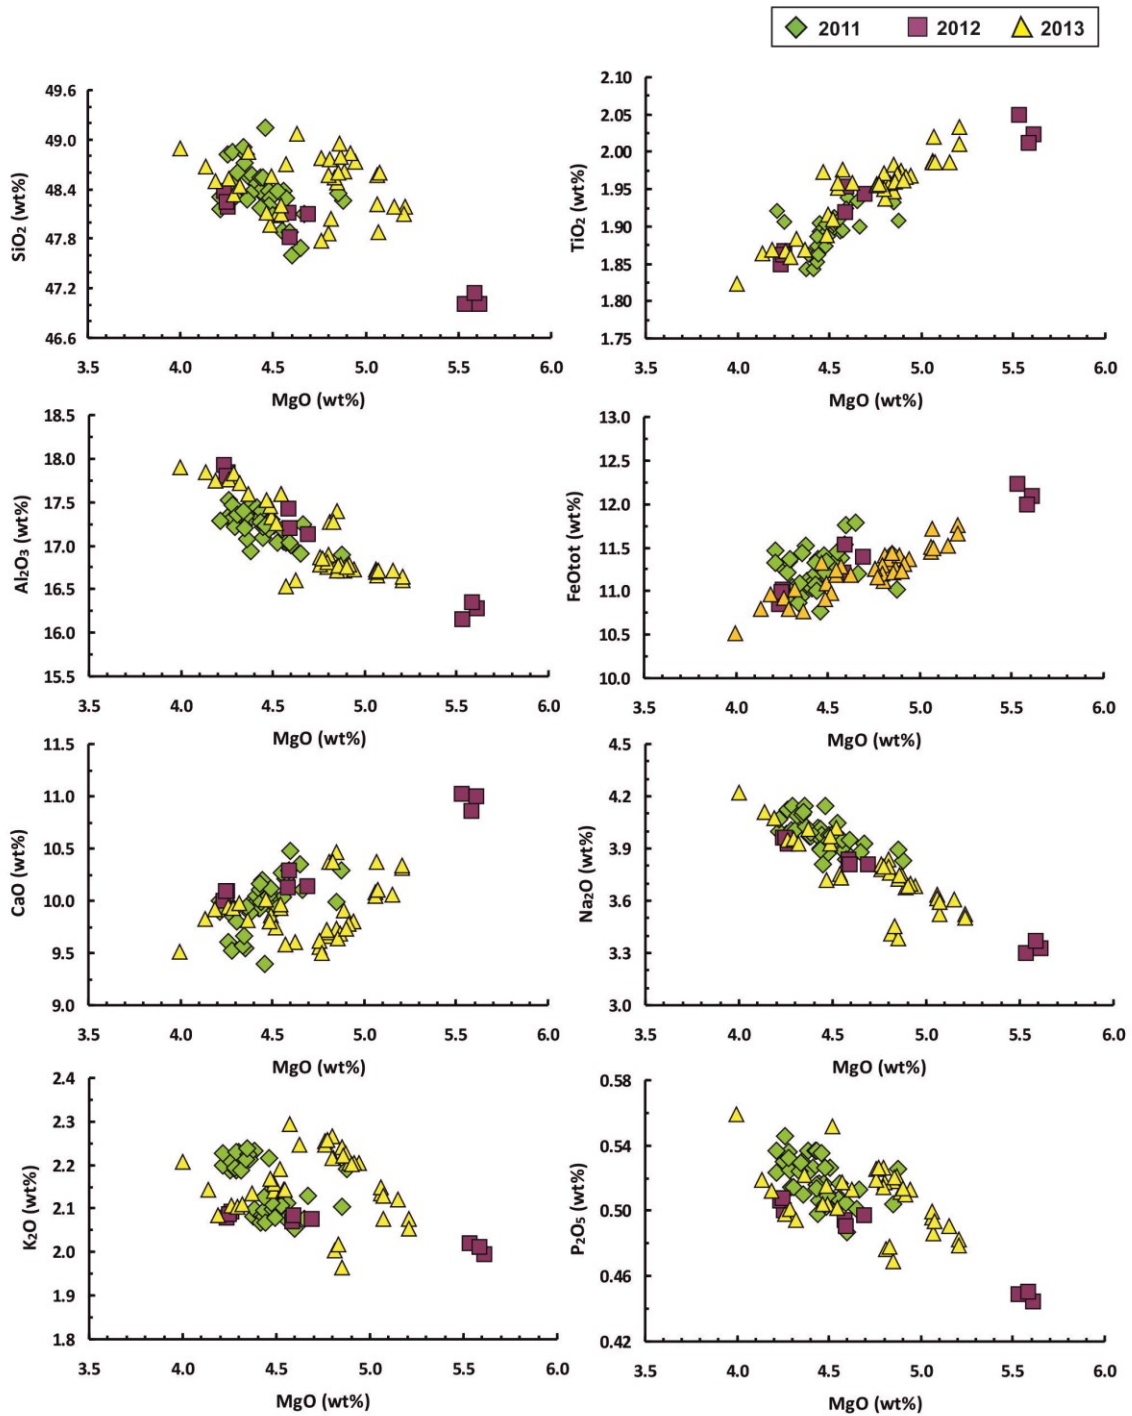 2011 2012 2013
49.6
49.0
48.4
47.8
47.2
46.6
SiO₂ (wt%)
3.5 4.0 4.5 5.0 5.5 6.0
MgO (wt%)
2.10
2.05
2.00
1.95
1.90
1.85
1.80
1.75
TiO₂ (wt%)
3.5 4.0 4.5 5.0 5.5 6.0
MgO (wt%)
18.5
18.0
17.5
17.0
16.5
16.0
15.5
Al₂O₃ (wt%)
3.5 4.0 4.5 5.0 5.5 6.0
MgO (wt%)
13.0
12.5
12.0
11.5
11.0
10.5
10.0
FeOtot (wt%)
3.5 4.0 4.5 5.0 5.5 6.0
MgO (wt%)
11.5
11.0
10.5
10.0
9.5
9.0
CaO (wt%)
3.5 4.0 4.5 5.0 5.5 6.0
MgO (wt%)
4.5
4.2
3.9
3.6
3.3
3.0
Na₂O (wt%)
3.5 4.0 4.5 5.0 5.5 6.0
MgO (wt%)
2.4
2.3
2.2
2.1
2.0
1.9
1.8
K₂O (wt%)
3.5 4.0 4.5 5.0 5.5 6.0
MgO (wt%)
0.58
0.54
0.50
0.46
0.42
P₂O₅ (wt%)
3.5 4.0 4.5 5.0 5.5 6.0
MgO (wt%)